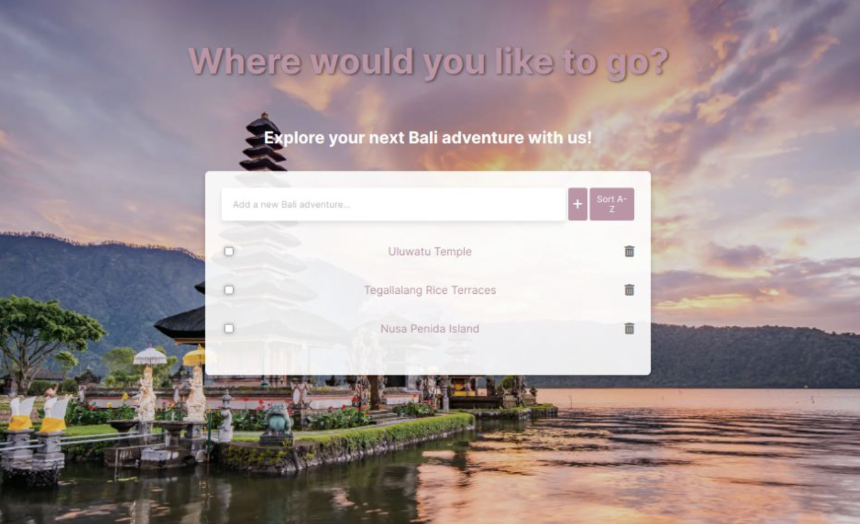 Where would you like to go?
Explore your next Bali adventure with us!
Add a new Bali adventure...
+
Sort A-
Z
Uluwatu Temple
Tegallalang Rice Terraces
Nusa Penida Island